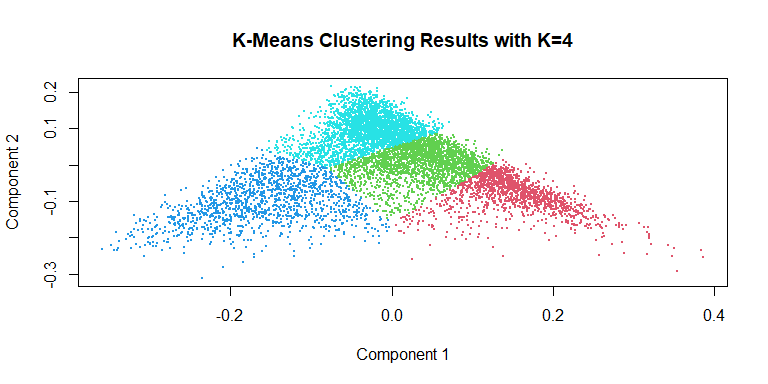 K-Means Clustering Results with K=4
Component 2
0.2
0.1
-0.1
-0.3
-0.2
0.0
0.2
0.4
Component 1